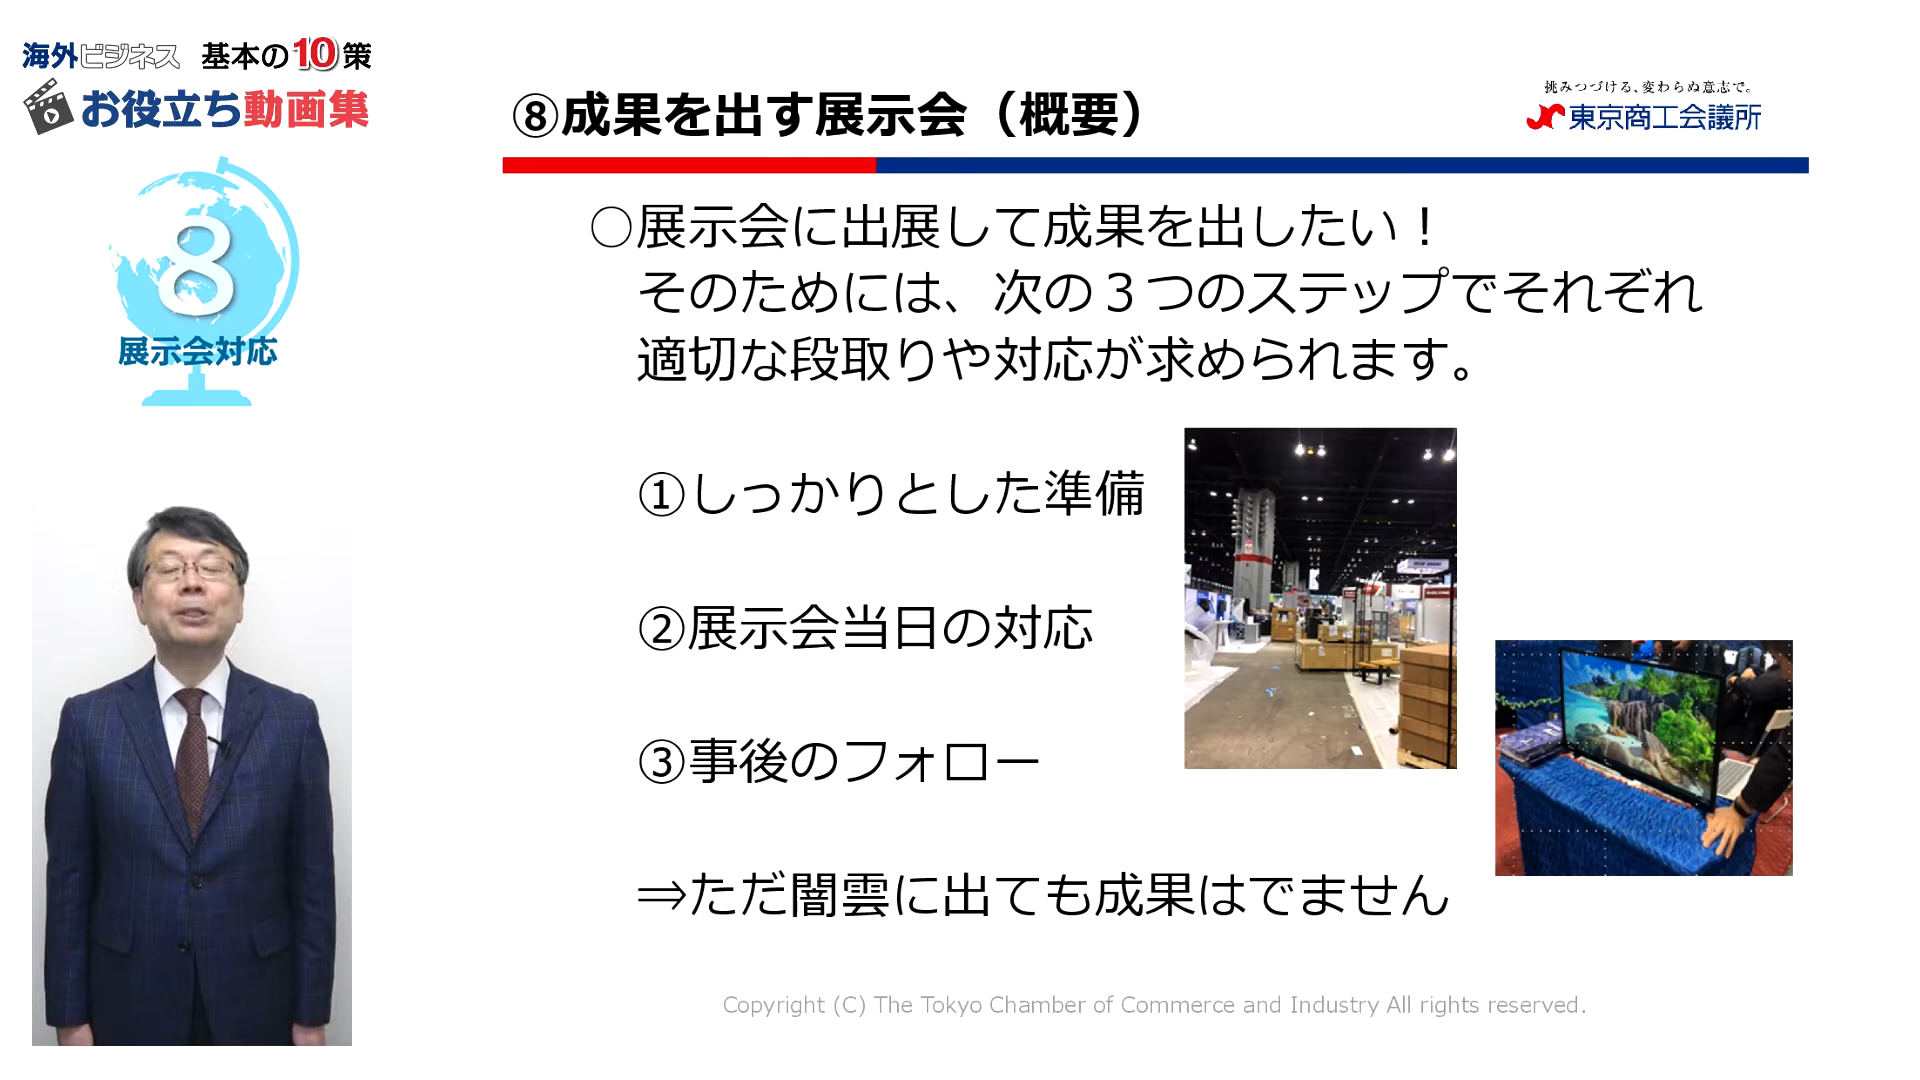 海外ビジネス 基本の10策
お役立ち動画集
8
展示会対応
⑧成果を出す展示会（概要）
挑みつづける、変わらぬ意志で。
東京商工会議所
○展示会に出展して成果を出したい！
そのためには、次の３つのステップでそれぞれ
適切な段取りや対応が求められます。
①しっかりとした準備
②展示会当日の対応
③事後のフォロー
⇒ただ闇雲に出ても成果はでません
Copyright (C) The Tokyo Chamber of Commerce and Industry All rights reserved.